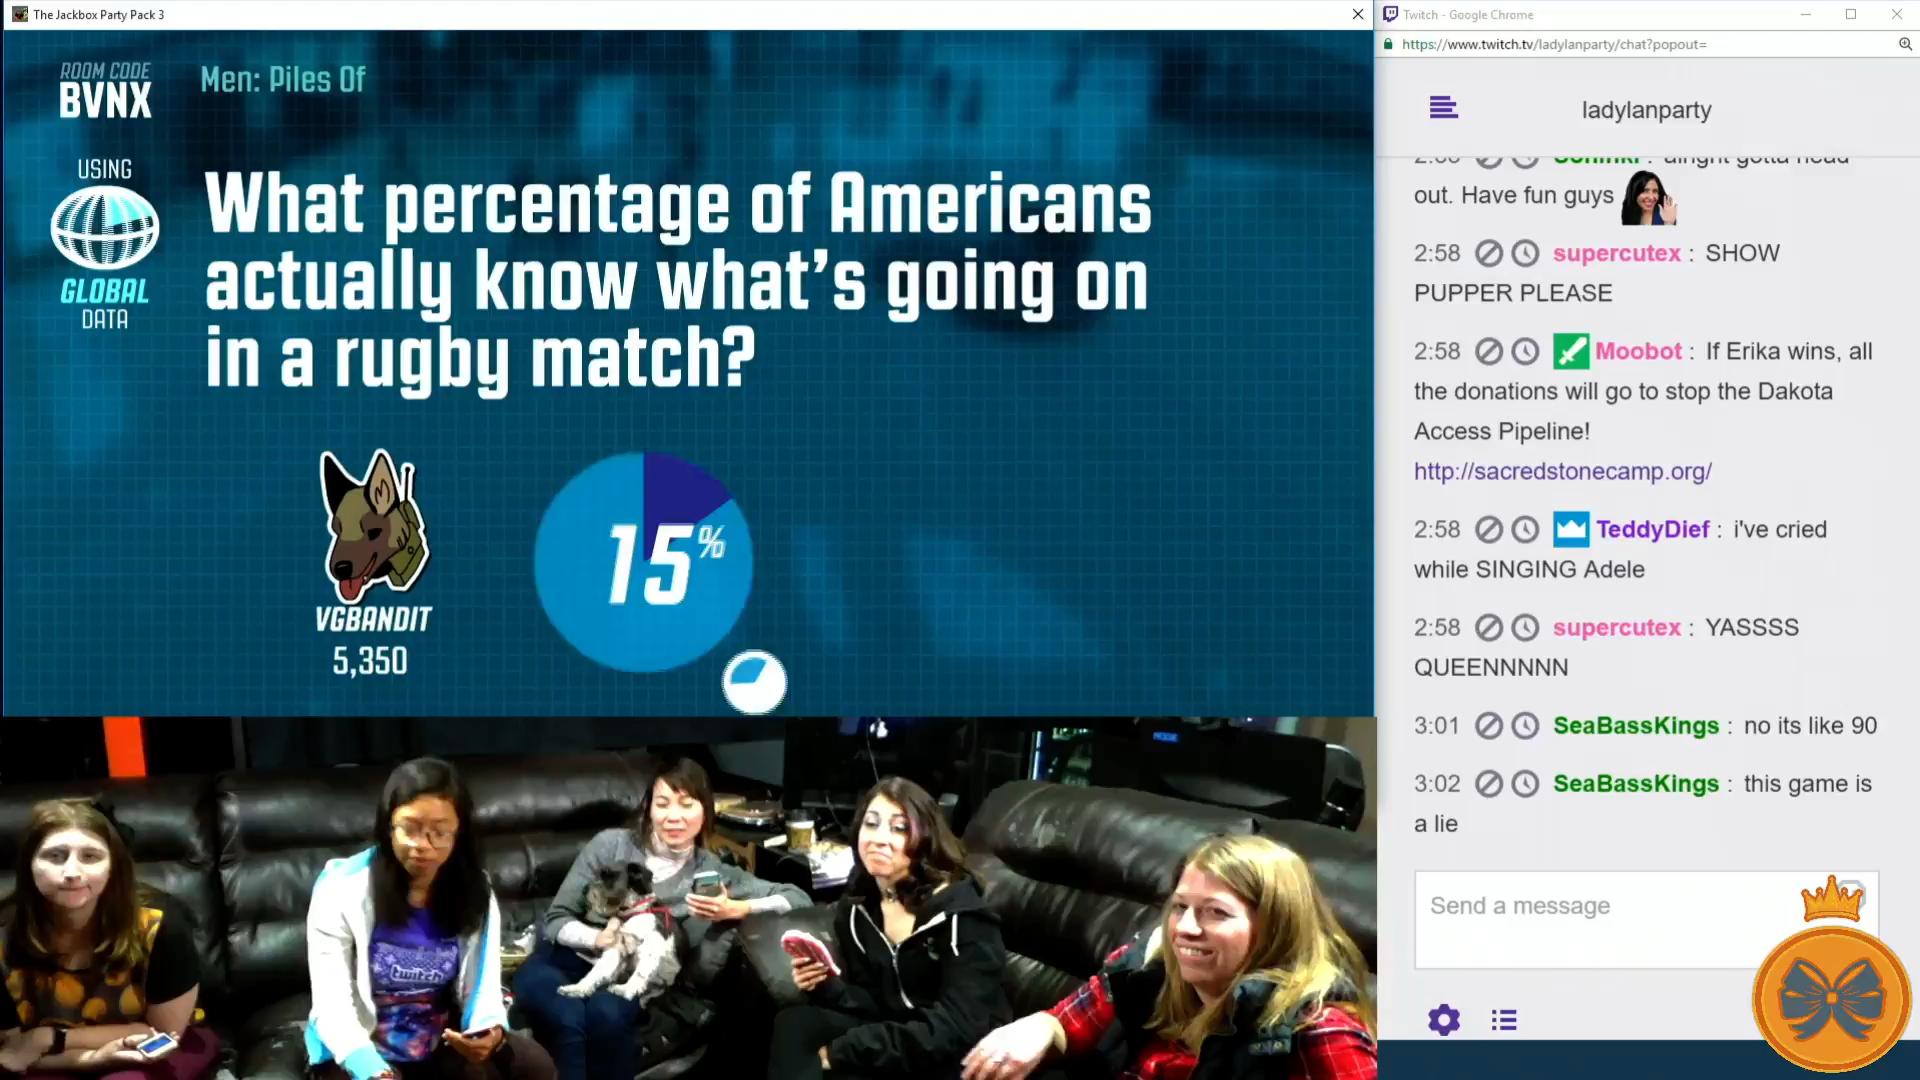 The Jackbox Party Pack 3
ROOM CODE
BVNX
Men: Piles Of
USING
GLOBAL
DATA
What percentage of Americans
actually know what's going on
in a rugby match?
15%
VGBANDIT
5,350
twitch
Twitch - Google Chrome
https://www.twitch.tv/ladylanparty/chat?popout=
ladylanparty
alright gotta head
out. Have fun guys
2:58 supercutex : SHOW
PUPPER PLEASE
2:58 Moobot : If Erika wins, all
the donations will go to stop the Dakota
Access Pipeline!
http://sacredstonecamp.org/
2:58 TeddyDief : i've cried
while SINGING Adele
2:58 supercutex : YASSSS
QUEENNNNN
3:01 SeaBassKings : no its like 90
3:02 SeaBassKings : this game is
a lie
Send a message